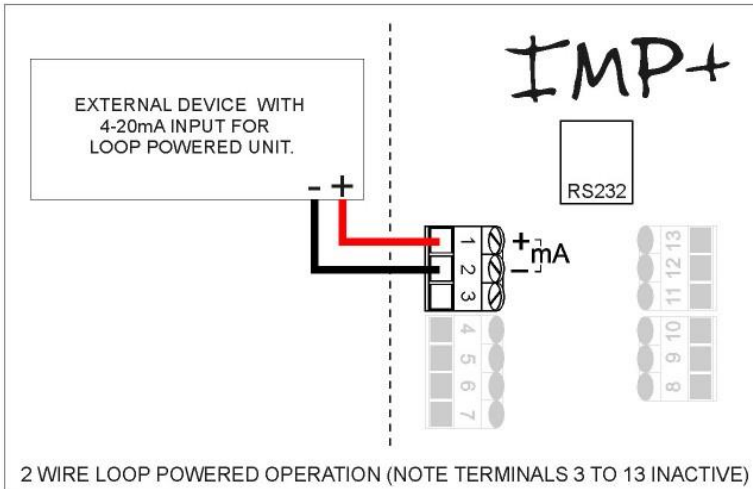 IMP+
EXTERNAL DEVICE WITH
4-20mA INPUT FOR
LOOP POWERED UNIT.
- +
RS232
1 +
2 - mA
3
4
5
6
7
13
12
11
10
9
8
2 WIRE LOOP POWERED OPERATION (NOTE TERMINALS 3 TO 13 INACTIVE)